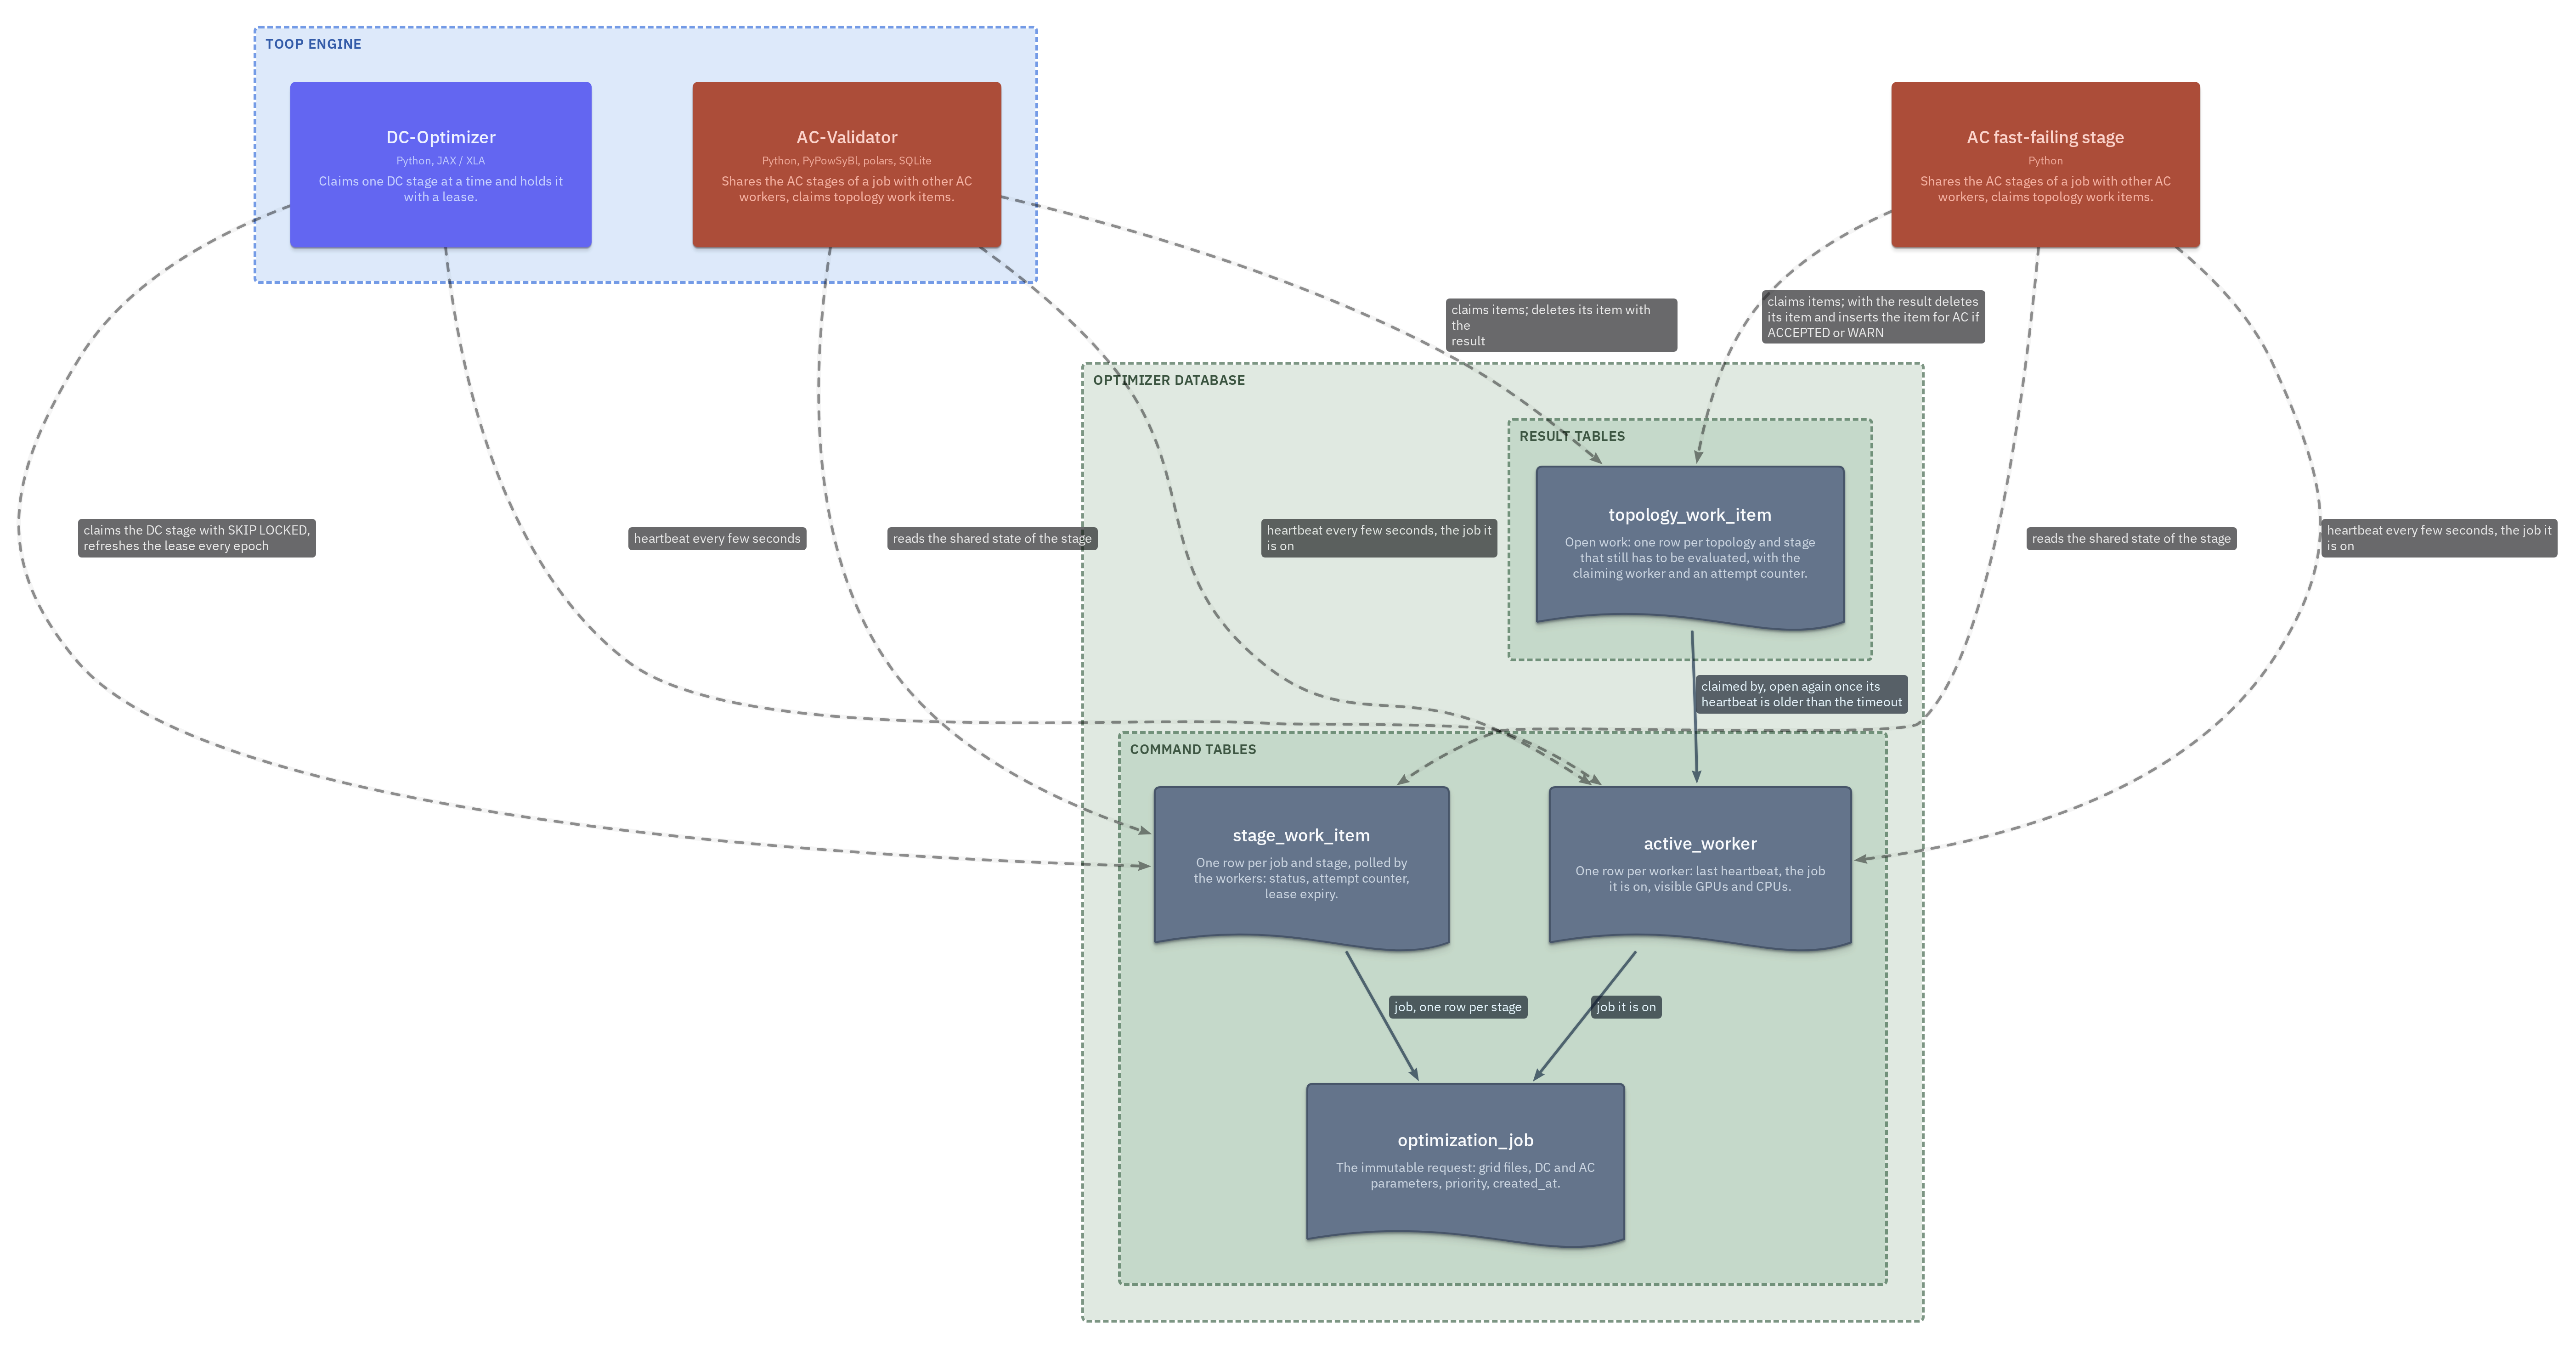 TOOP ENGINE
DC-Optimizer
Python, JAX / XLA
Claims one DC stage at a time and holds it
with a lease.
AC-Validator
Python, PyPowSyBl, polars, SQLite
Shares the AC stages of a job with other AC
workers, claims topology work items.
AC fast-failing stage
Python
Shares the AC stages of a job with other AC
workers, claims topology work items.
claims items; deletes its item with
the
result
claims items; with the result deletes
its item and inserts the item for AC if
ACCEPTED or WARN
OPTIMIZER DATABASE
RESULT TABLES
topology_work_item
Open work: one row per topology and stage
that still has to be evaluated, with the
claiming worker and an attempt counter.
claims the DC stage with SKIP LOCKED,
refreshes the lease every epoch
heartbeat every few seconds
reads the shared state of the stage
heartbeat every few seconds, the job it
is on
reads the shared state of the stage
heartbeat every few seconds, the job it
is on
claimed by, open again once its
heartbeat is older than the timeout
COMMAND TABLES
stage_work_item
One row per job and stage, polled by
the workers: status, attempt counter,
lease expiry.
active_worker
One row per worker: last heartbeat, the job
it is on, visible GPUs and CPUs.
job, one row per stage
job it is on
optimization_job
The immutable request: grid files, DC and AC
parameters, priority, created_at.